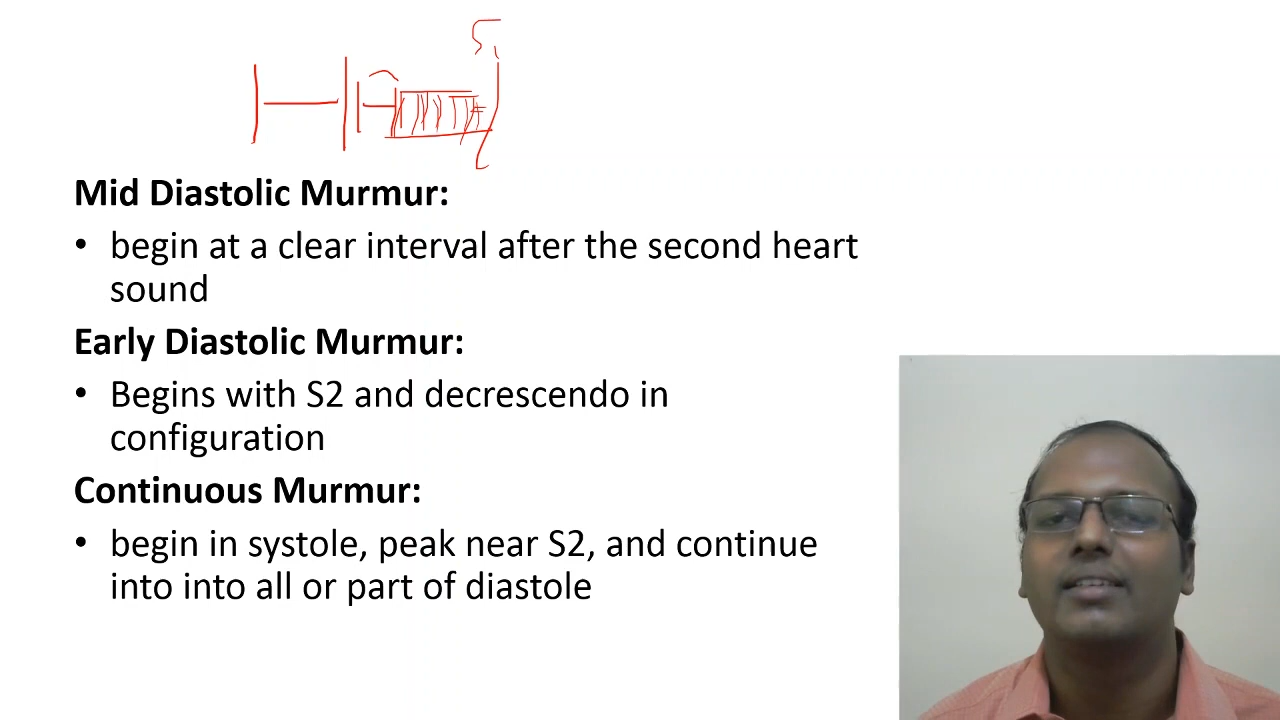 S1
Mid Diastolic Murmur:
• begin at a clear interval after the second heart
sound
Early Diastolic Murmur:
• Begins with S2 and decrescendo in
configuration
Continuous Murmur:
• begin in systole, peak near S2, and continue
into into all or part of diastole